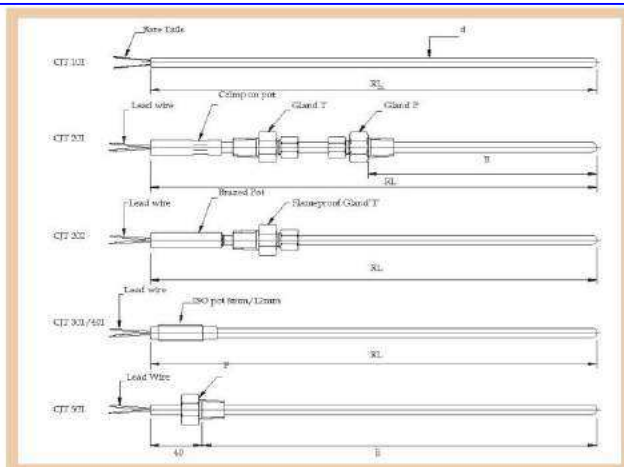 Bare Tails
d
CJT 101
RL
Crimp on pot
Lead wire
Gland T
Gland P
CJT 201
E
RL
Brazed Pot
Lead wire
Flameproof Gland 'T'
CJT 202
RL
Lead wire
ISO pot 8mm/12mm
CJT 301/401
RL
P
Lead Wire
CJT 501
40
E